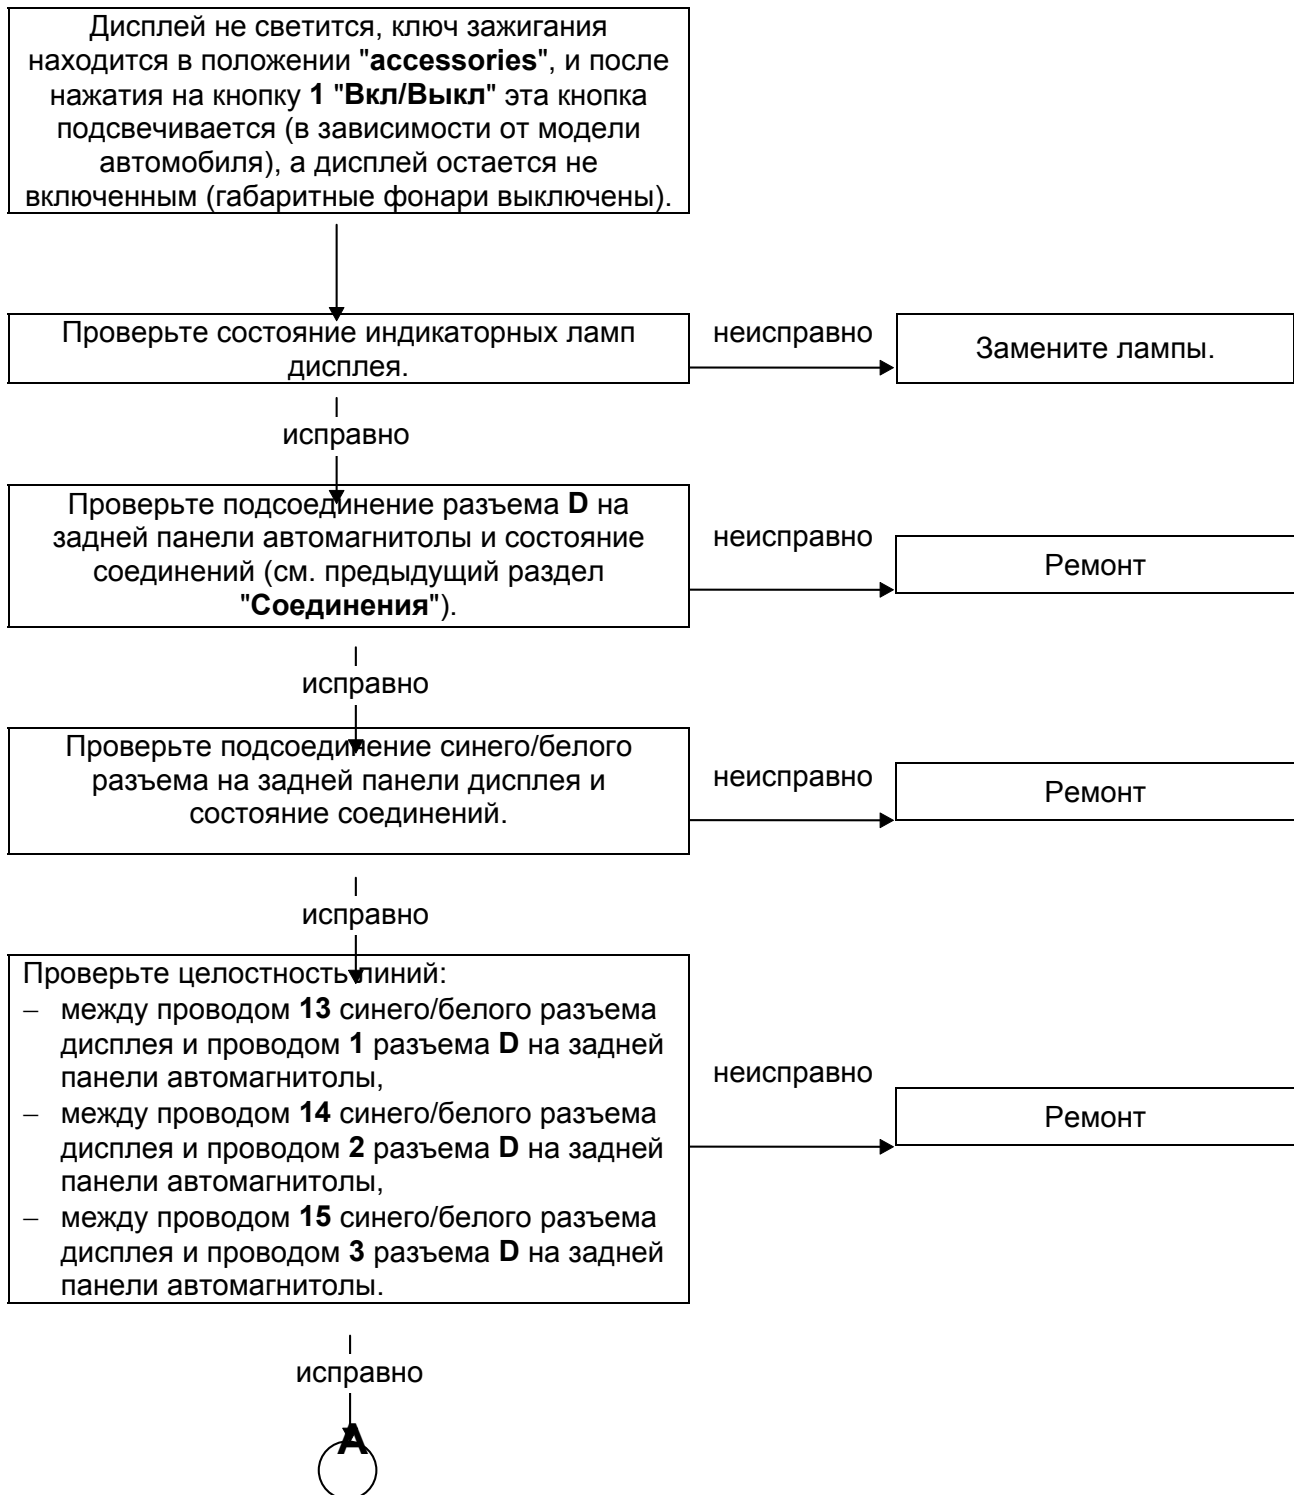 Дисплей не светится, ключ зажигания
находится в положении "accessories", и после
нажатия на кнопку 1 "Вкл/Выкл" эта кнопка
подсвечивается (в зависимости от модели
автомобиля), а дисплей остается не
включенным (габаритные фонари выключены).
Проверьте состояние индикаторных ламп
дисплея.
неисправно
Замените лампы.
исправно
Проверьте подсоединение разъема D на
задней панели автомагнитолы и состояние
соединений (см. предыдущий раздел
"Соединения").
неисправно
Ремонт
исправно
Проверьте подсоединение синего/белого
разъема на задней панели дисплея и
состояние соединений.
неисправно
Ремонт
исправно
Проверьте целостность линий:
– между проводом 13 синего/белого разъема
дисплея и проводом 1 разъема D на задней
панели автомагнитолы,
– между проводом 14 синего/белого разъема
дисплея и проводом 2 разъема D на задней
панели автомагнитолы,
– между проводом 15 синего/белого разъема
дисплея и проводом 3 разъема D на задней
панели автомагнитолы.
неисправно
Ремонт
исправно
А